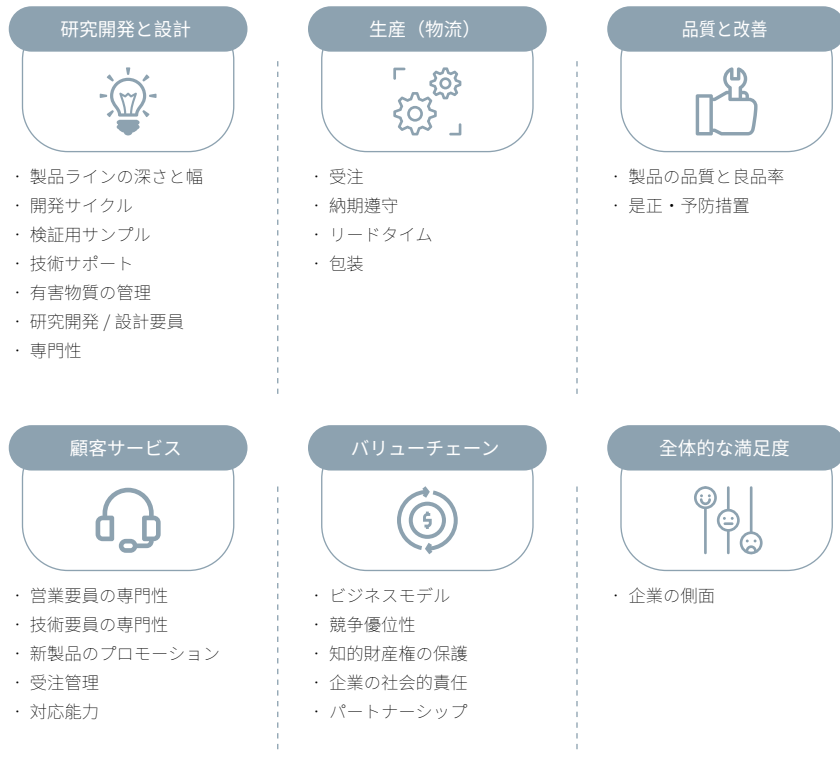 研究開発と設計
・ 製品ラインの深さと幅
・ 開発サイクル
・ 検証用サンプル
・ 技術サポート
・ 有害物質の管理
・ 研究開発 / 設計要員
・ 専門性
生産（物流）
・ 受注
・ 納期遵守
・ リードタイム
・ 包装
品質と改善
・ 製品の品質と良品率
・ 是正・予防措置
顧客サービス
・ 営業要員の専門性
・ 技術要員の専門性
・ 新製品のプロモーション
・ 受注管理
・ 対応能力
バリューチェーン
・ ビジネスモデル
・ 競争優位性
・ 知的財産権の保護
・ 企業の社会的責任
・ パートナーシップ
全体的な満足度
・ 企業の側面